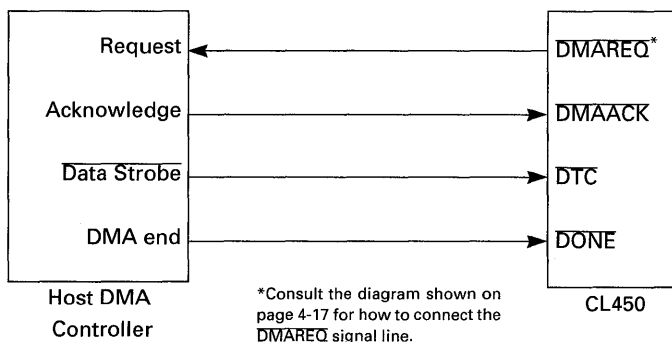 Request DMAREQ*
Acknowledge DMAACK
Data Strobe DTC
DMA end DONE
Host DMA
Controller
*Consult the diagram shown on
page 4-17 for how to connect the
DMAREQ signal line.
CL450